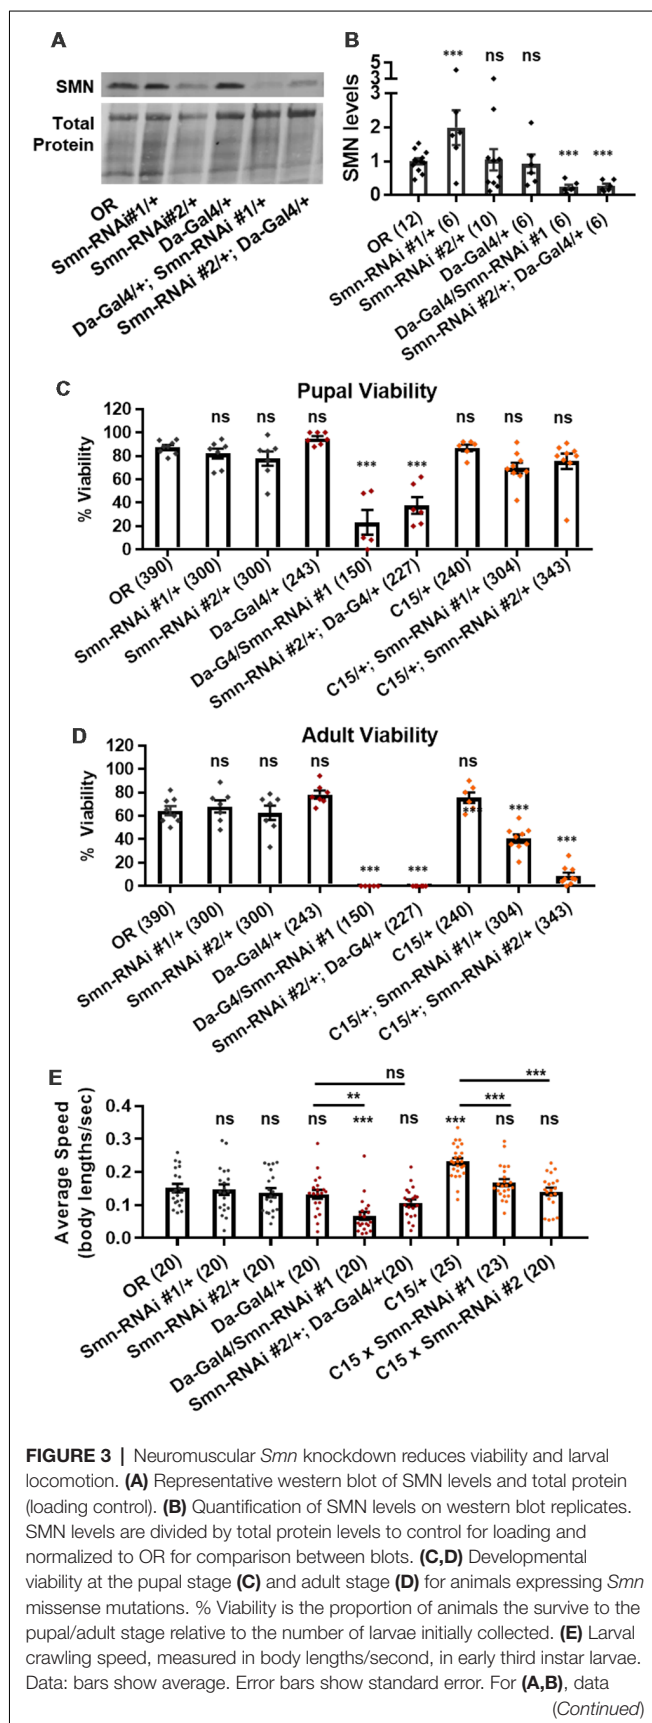 A
SMN
Total
Protein
OR
Smn-RNAi#1/+
Smn-RNAi#2/+
Da-Gal4/+
Da-Gal4/+; Smn-RNAi #1/+
Smn-RNAi #2/+; Da-Gal4/+
B
SMN levels
5
4
3
3
2
1
0
***
ns
ns
***
***
OR (12)
Smn-RNAi #1/+ (6)
Smn-RNAi #2/+ (10)
Da-Gal4/+ (6)
Da-Gal4/Smn-RNAi #1 (6)
Smn-RNAi #2/+; Da-Gal4/+ (6)
C
Pupal Viability
% Viability
120
100
80
60
40
20
0
ns
ns
ns
***
***
ns
ns
ns
OR (390)
Smn-RNAi #1/+ (300)
Smn-RNAi #2/+ (300)
Da-Gal4/+ (243)
Da-G4/Smn-RNAi #1 (150)
Smn-RNAi #2/+; Da-G4/+ (227)
C15/+ (240)
C15/+; Smn-RNAi #1/+ (304)
C15/+; Smn-RNAi #2/+ (343)
D
Adult Viability
% Viability
120
100
80
60
40
20
0
ns
ns
ns
***
***
ns
***
***
***
OR (390)
Smn-RNAi #1/+ (300)
Smn-RNAi #2/+ (300)
Da-Gal4/+ (243)
Da-G4/Smn-RNAi #1 (150)
Smn-RNAi #2/+; Da-G4/+ (227)
C15/+ (240)
C15/+; Smn-RNAi #1/+ (304)
C15/+; Smn-RNAi #2/+ (343)
E
Average Speed
(body lengths/sec)
0.4
0.3
0.2
0.1
0.0
ns
**
***
***
ns
ns
ns
***
ns
***
ns
ns
OR (20)
Smn-RNAi #1/+ (20)
Smn-RNAi #2/+ (20)
Da-Gal4/+ (20)
Da-Gal4/Smn-RNAi #1 (20)
Smn-RNAi #2/+; Da-Gal4/+(20)
C15/+ (25)
C15 x Smn-RNAi #1 (23)
C15 x Smn-RNAi #2 (20)
FIGURE 3 | Neuromuscular Smn knockdown reduces viability and larval
locomotion. (A) Representative western blot of SMN levels and total protein
(loading control). (B) Quantification of SMN levels on western blot replicates.
SMN levels are divided by total protein levels to control for loading and
normalized to OR for comparison between blots. (C,D) Developmental
viability at the pupal stage (C) and adult stage (D) for animals expressing Smn
missense mutations. % Viability is the proportion of animals the survive to the
pupal/adult stage relative to the number of larvae initially collected. (E) Larval
crawling speed, measured in body lengths/second, in early third instar larvae.
Data: bars show average. Error bars show standard error. For (A,B), data
(Continued)